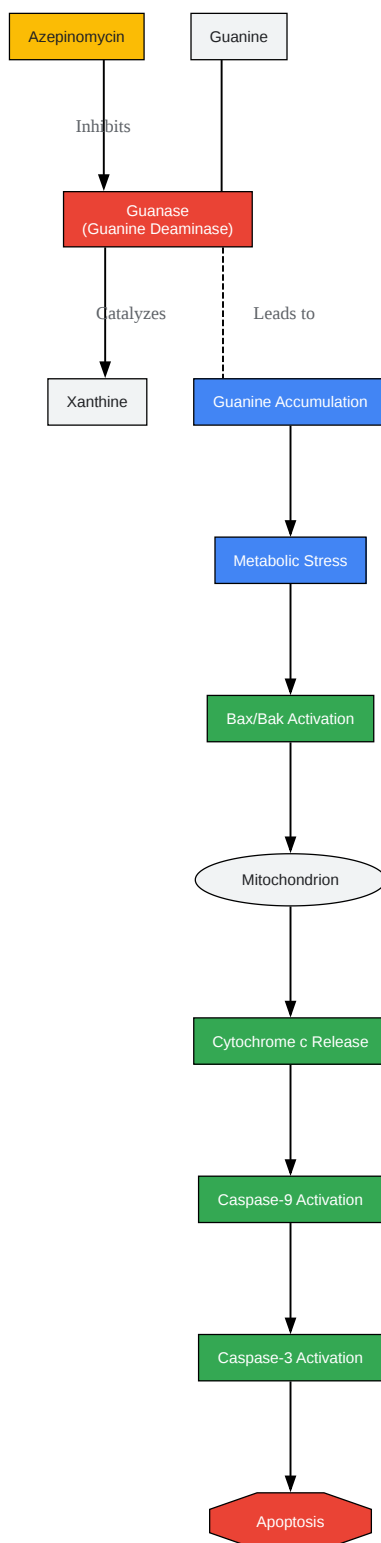 Azepinomycin
Guanine
Inhibits
Guanase
(Guanine Deaminase)
Catalyzes
Leads to
Xanthine
Guanine Accumulation
Metabolic Stress
Bax/Bak Activation
Mitochondrion
Cytochrome c Release
Caspase-9 Activation
Caspase-3 Activation
Apoptosis